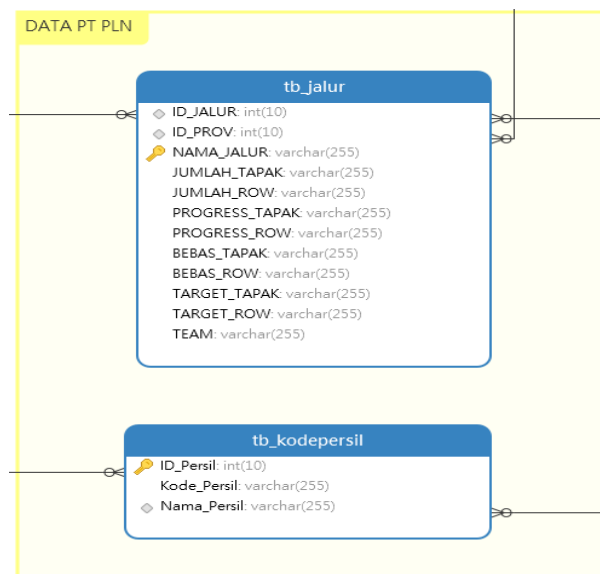 DATA PT PLN
tb_jalur
ID_JALUR: int(10)
ID_PROV: int(10)
NAMA_JALUR: varchar(255)
JUMLAH_TAPAK: varchar(255)
JUMLAH_ROW: varchar(255)
PROGRESS_TAPAK: varchar(255)
PROGRESS_ROW: varchar(255)
BEBAS_TAPAK: varchar(255)
BEBAS_ROW: varchar(255)
TARGET_TAPAK: varchar(255)
TARGET_ROW: varchar(255)
TEAM: varchar(255)
tb_kodepersil
ID_Persil: int(10)
Kode_Persil: varchar(255)
Nama_Persil: varchar(255)